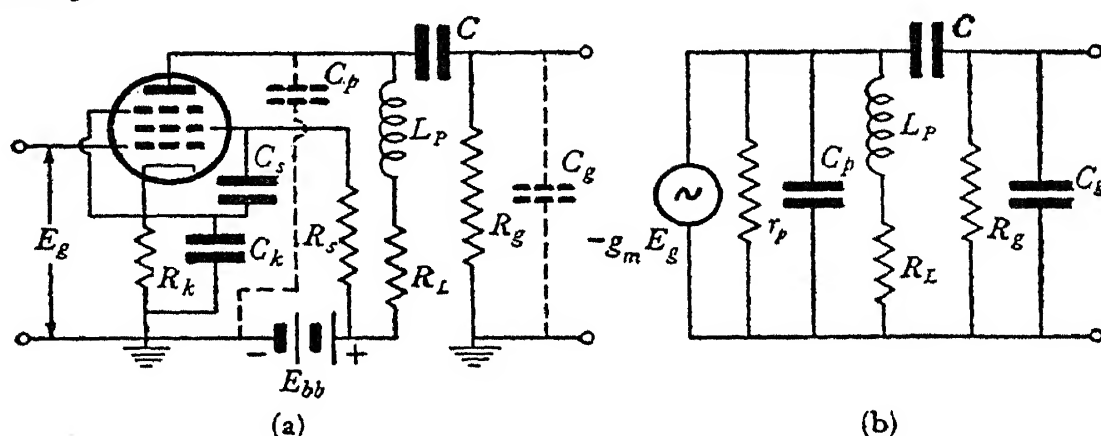 C
C_p
L_P
C_s
C_g
E_g
R_k
C_k
R_s
R_g
R_L
- +
E_bb
(a)
C
L_P
C_p
C_g
r_p
R_g
-g_m E_g
R_L
(b)